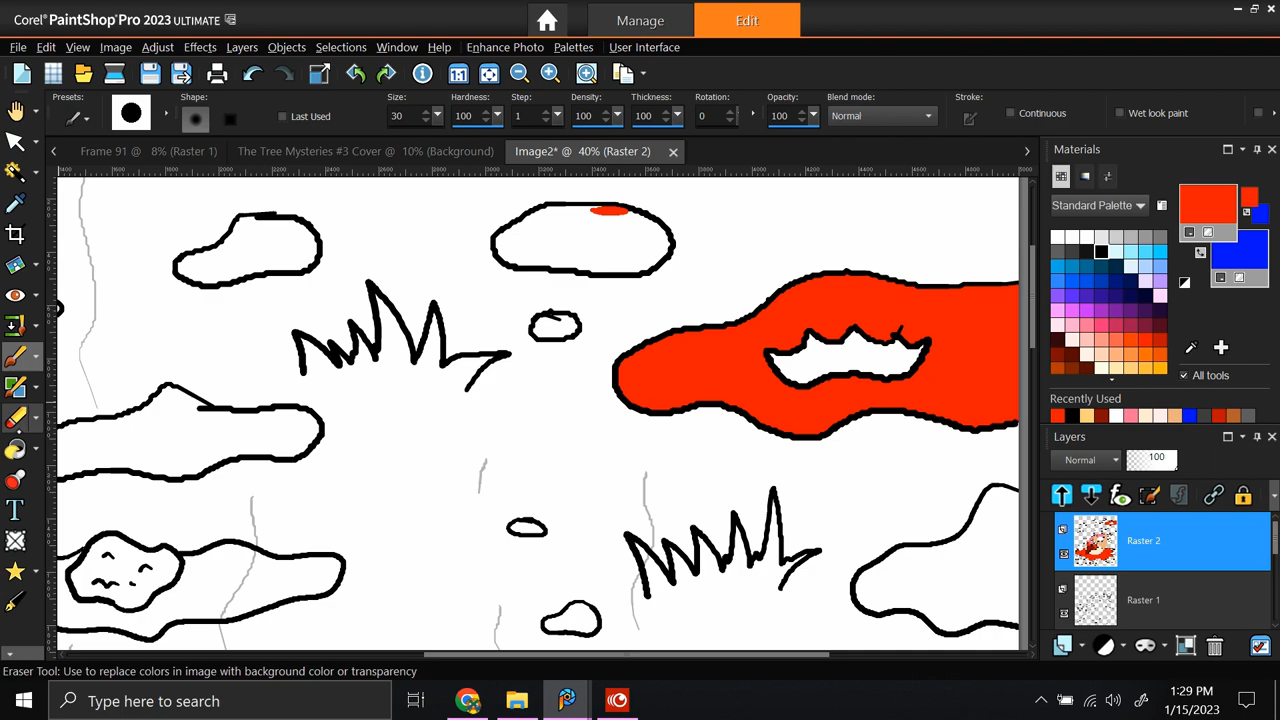 Corel® PaintShop® Pro 2023 ULTIMATE
Manage
Edit
File Edit View Image Adjust Effects Layers Objects Selections Window Help Enhance Photo Palettes User Interface
Presets: Shape: Last Used Size: 30 Hardness: 100 Step: 1 Density: 100 Thickness: 100 Rotation: 0 Opacity: 100 Blend mode: Normal Stroke: Continuous Wet look paint
Frame 91 @ 8% (Raster 1)
The Tree Mysteries #3 Cover @ 10% (Background)
Image2* @ 40% (Raster 2)
Materials
Standard Palette
All tools
Recently Used
Layers
Normal 100
Raster 2
Raster 1
Eraser Tool: Use to replace colors in image with background color or transparency
Type here to search
1:29 PM
1/15/2023